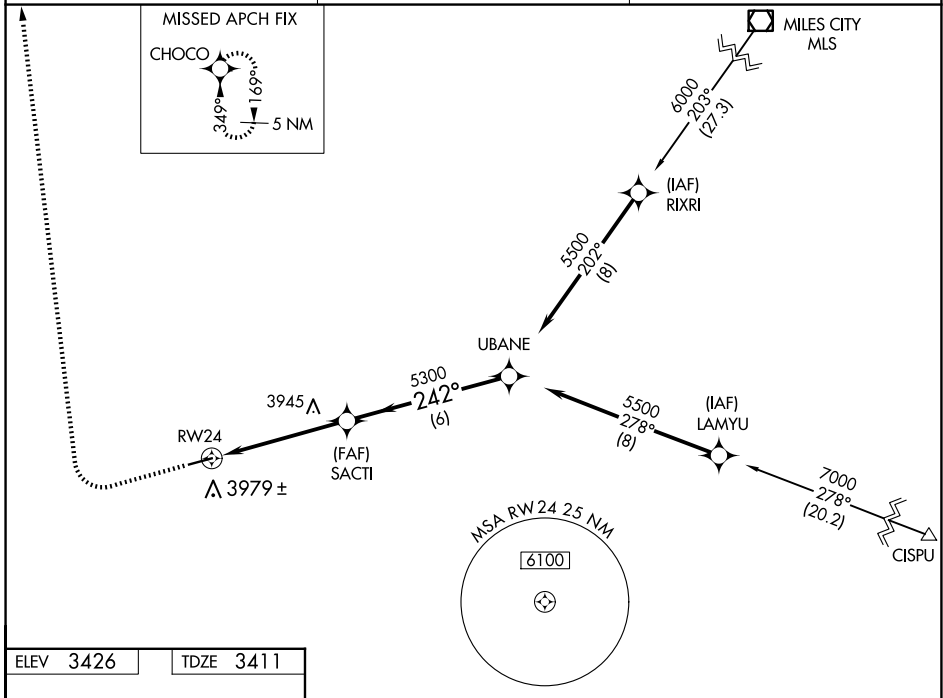 MISSED APCH FIX
CHOCO
349°
169°
5 NM
MILES CITY
MLS
6000
203°
(27.3)
(IAF)
RIXRI
5500
202°
(8)
UBANE
5300
242°
(6)
3945
(FAF)
SACTI
RW24
3979 ±
5500
278°
(8)
(IAF)
LAMYU
7000
278°
(20.2)
CISPU
MSA RW24 25 NM
6100
ELEV 3426
TDZE 3411